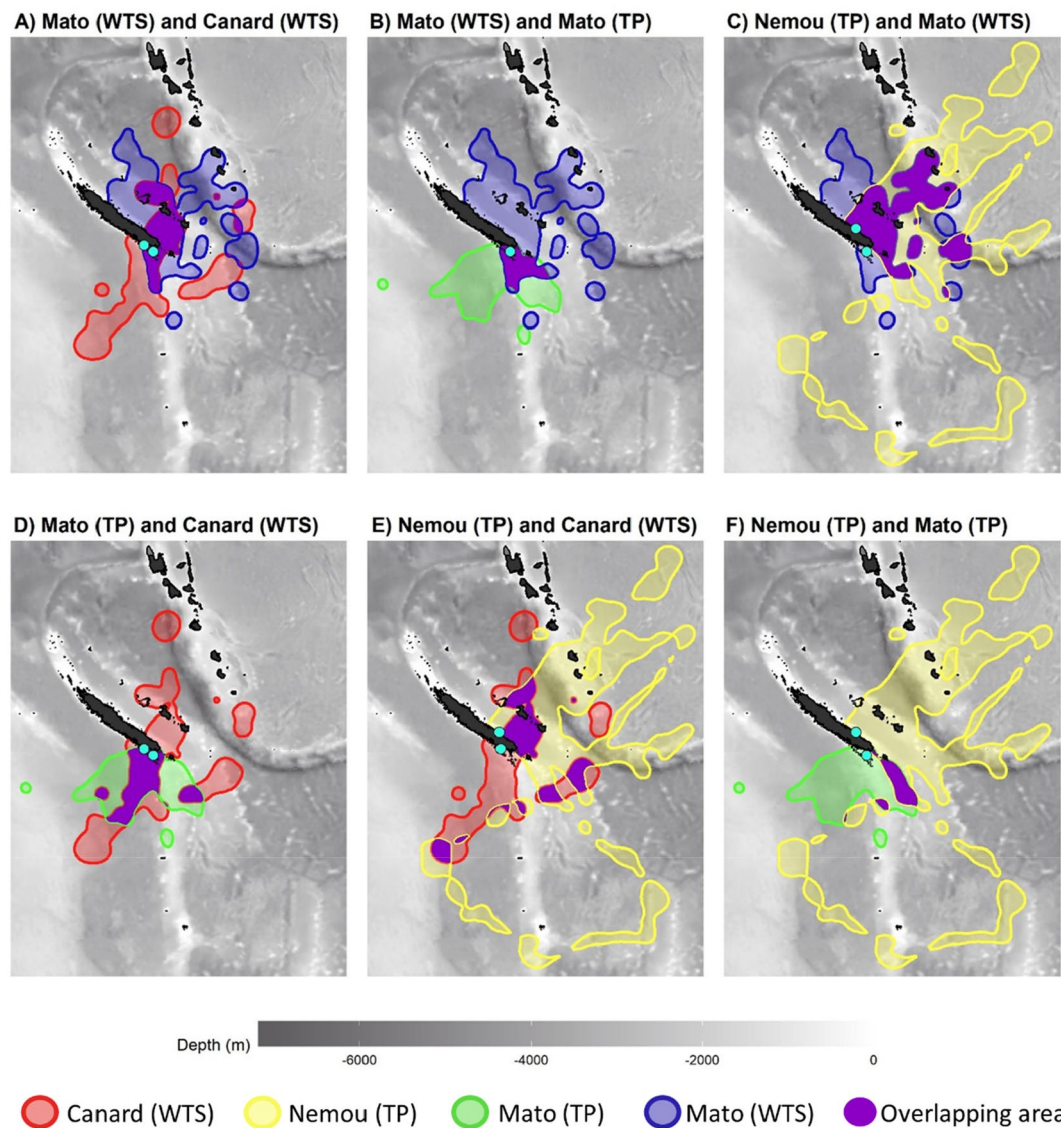 A) Mato (WTS) and Canard (WTS)
B) Mato (WTS) and Mato (TP)
C) Nemou (TP) and Mato (WTS)
D) Mato (TP) and Canard (WTS)
E) Nemou (TP) and Canard (WTS)
F) Nemou (TP) and Mato (TP)
Depth (m)
-6000 -4000 -2000 0
Canard (WTS) Nemou (TP) Mato (TP) Mato (WTS) Overlapping area